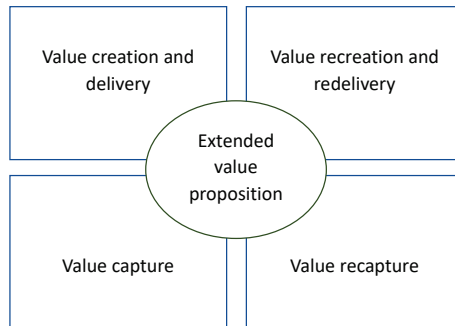 Value creation and
delivery
Value recreation and
redelivery
Extended
value
proposition
Value capture
Value recapture